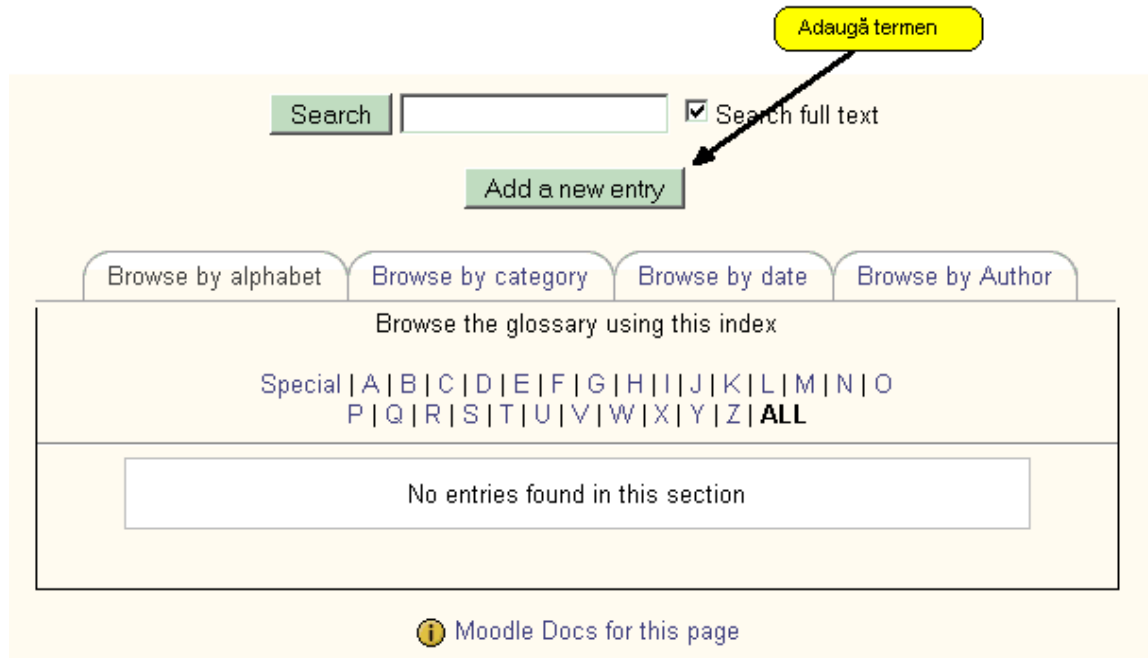 Adaugă termen
Search Search full text
Add a new entry
Browse by alphabet Browse by category Browse by date Browse by Author
Browse the glossary using this index
Special | A | B | C | D | E | F | G | H | I | J | K | L | M | N | O
P | Q | R | S | T | U | V | W | X | Y | Z | ALL
No entries found in this section
Moodle Docs for this page